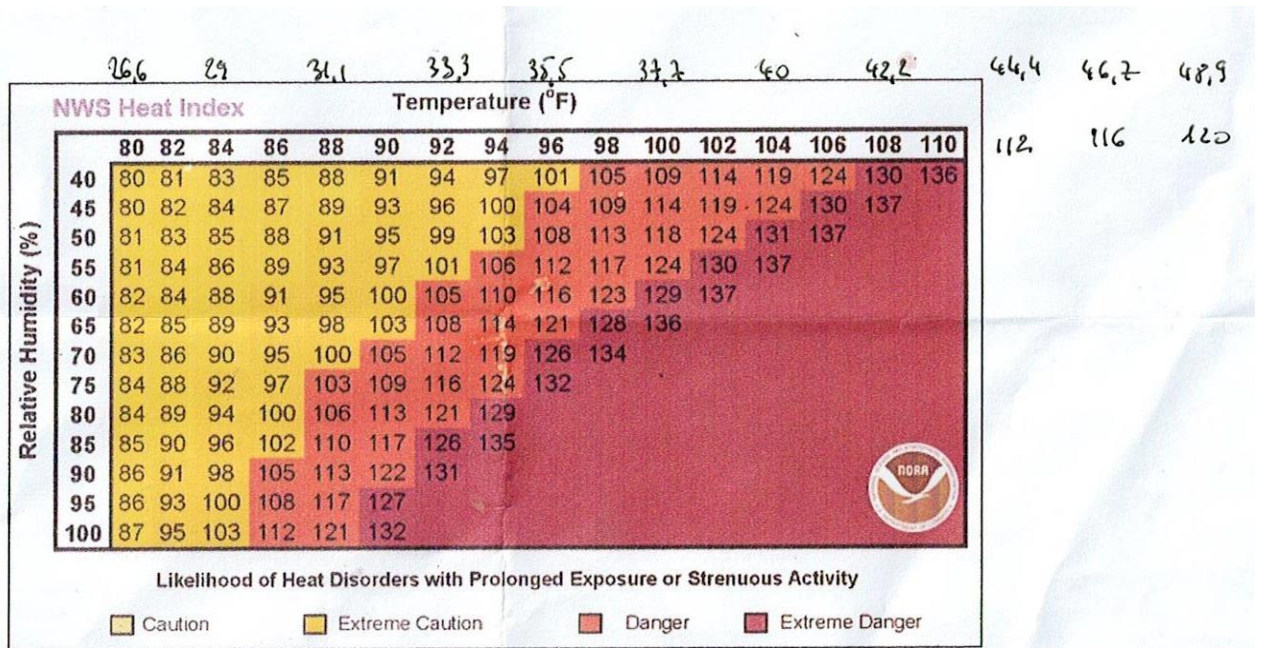 26,6 29 31,1 33,3 35,5 37,7 40 42,2 44,4 46,7 48,9
NWS Heat Index Temperature (°F)
80 82 84 86 88 90 92 94 96 98 100 102 104 106 108 110 112 116 120
Relative Humidity (%)
40 80 81 83 85 88 91 94 97 101 105 109 114 119 124 130 136
45 80 82 84 87 89 93 96 100 104 109 114 119 124 130 137
50 81 83 85 88 91 95 99 103 108 113 118 124 131 137
55 81 84 86 89 93 97 101 106 112 117 124 130 137
60 82 84 88 91 95 100 105 110 116 123 129 137
65 82 85 89 93 98 103 108 114 121 128 136
70 83 86 90 95 100 105 112 119 126 134
75 84 88 92 97 103 109 116 124 132
80 84 89 94 100 106 113 121 129
85 85 90 96 102 110 117 126 135
90 86 91 98 105 113 122 131
95 86 93 100 108 117 127
100 87 95 103 112 121 132
NOAA
Likelihood of Heat Disorders with Prolonged Exposure or Strenuous Activity
Caution Extreme Caution Danger Extreme Danger